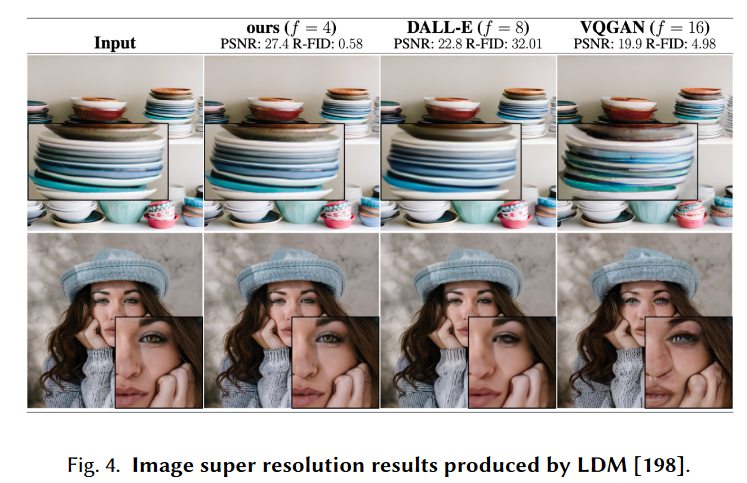 Input
ours (f = 4)
PSNR: 27.4 R-FID: 0.58
DALL-E (f = 8)
PSNR: 22.8 R-FID: 32.01
VQGAN (f = 16)
PSNR: 19.9 R-FID: 4.98
Fig. 4. Image super resolution results produced by LDM [198].